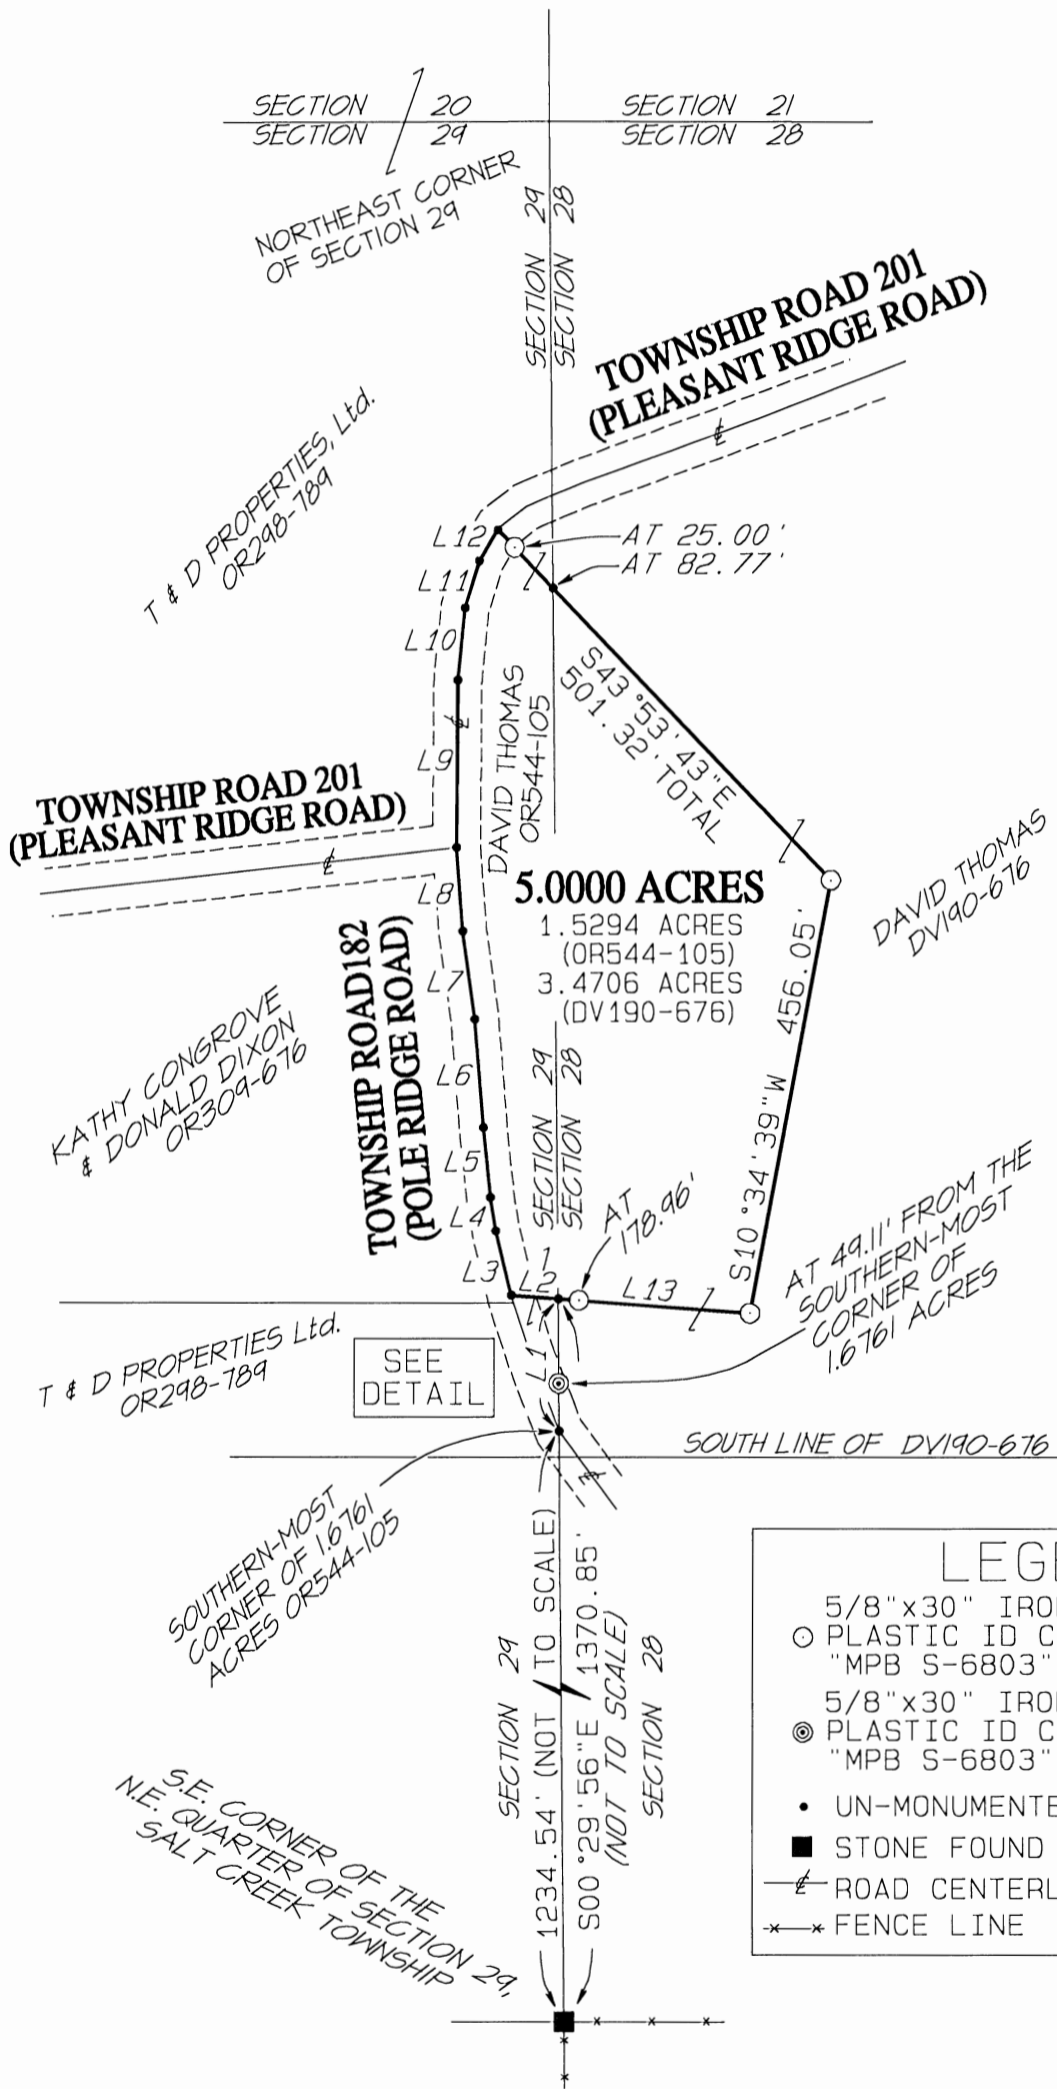 SECTION 20
SECTION 29
SECTION 21
SECTION 28
NORTHEAST CORNER
OF SECTION 29
SECTION 29
SECTION 28
TOWNSHIP ROAD 201
(PLEASANT RIDGE ROAD)
T & D PROPERTIES, Ltd.
OR298-789
L12
AT 25.00'
AT 82.77'
L11
L10
S43°53'43"E
501.32' TOTAL
DAVID THOMAS
OR544-105
L9
TOWNSHIP ROAD 201
(PLEASANT RIDGE ROAD)
L8
5.0000 ACRES
1.5294 ACRES
(OR544-105)
3.4706 ACRES
(DV190-676)
DAVID THOMAS
DV190-676
S10°34'39"W 456.05'
L7
TOWNSHIP ROAD182
(POLE RIDGE ROAD)
KATHY CONGROVE
& DONALD DIXON
OR309-676
L6
SECTION 29
SECTION 28
L5
L4
AT
178.96'
L3
L2
L13
AT 49.11' FROM THE
SOUTHERN-MOST
CORNER OF
1.6761 ACRES
L1
T & D PROPERTIES Ltd.
OR298-789
SEE
DETAIL
SOUTH LINE OF DV190-676
SOUTHERN-MOST
CORNER OF 1.6761
ACRES OR544-105
1234.54' (NOT TO SCALE)
S00°29'56"E 1370.85'
(NOT TO SCALE)
SECTION 29
SECTION 28
S.E. CORNER OF THE
N.E. QUARTER OF SECTION 29,
SALT CREEK TOWNSHIP
LEGE
5/8"x30" IRO
PLASTIC ID C
"MPB S-6803"
5/8"x30" IRO
PLASTIC ID C
"MPB S-6803"
UN-MONUMENTE
STONE FOUND
ROAD CENTERL
FENCE LINE